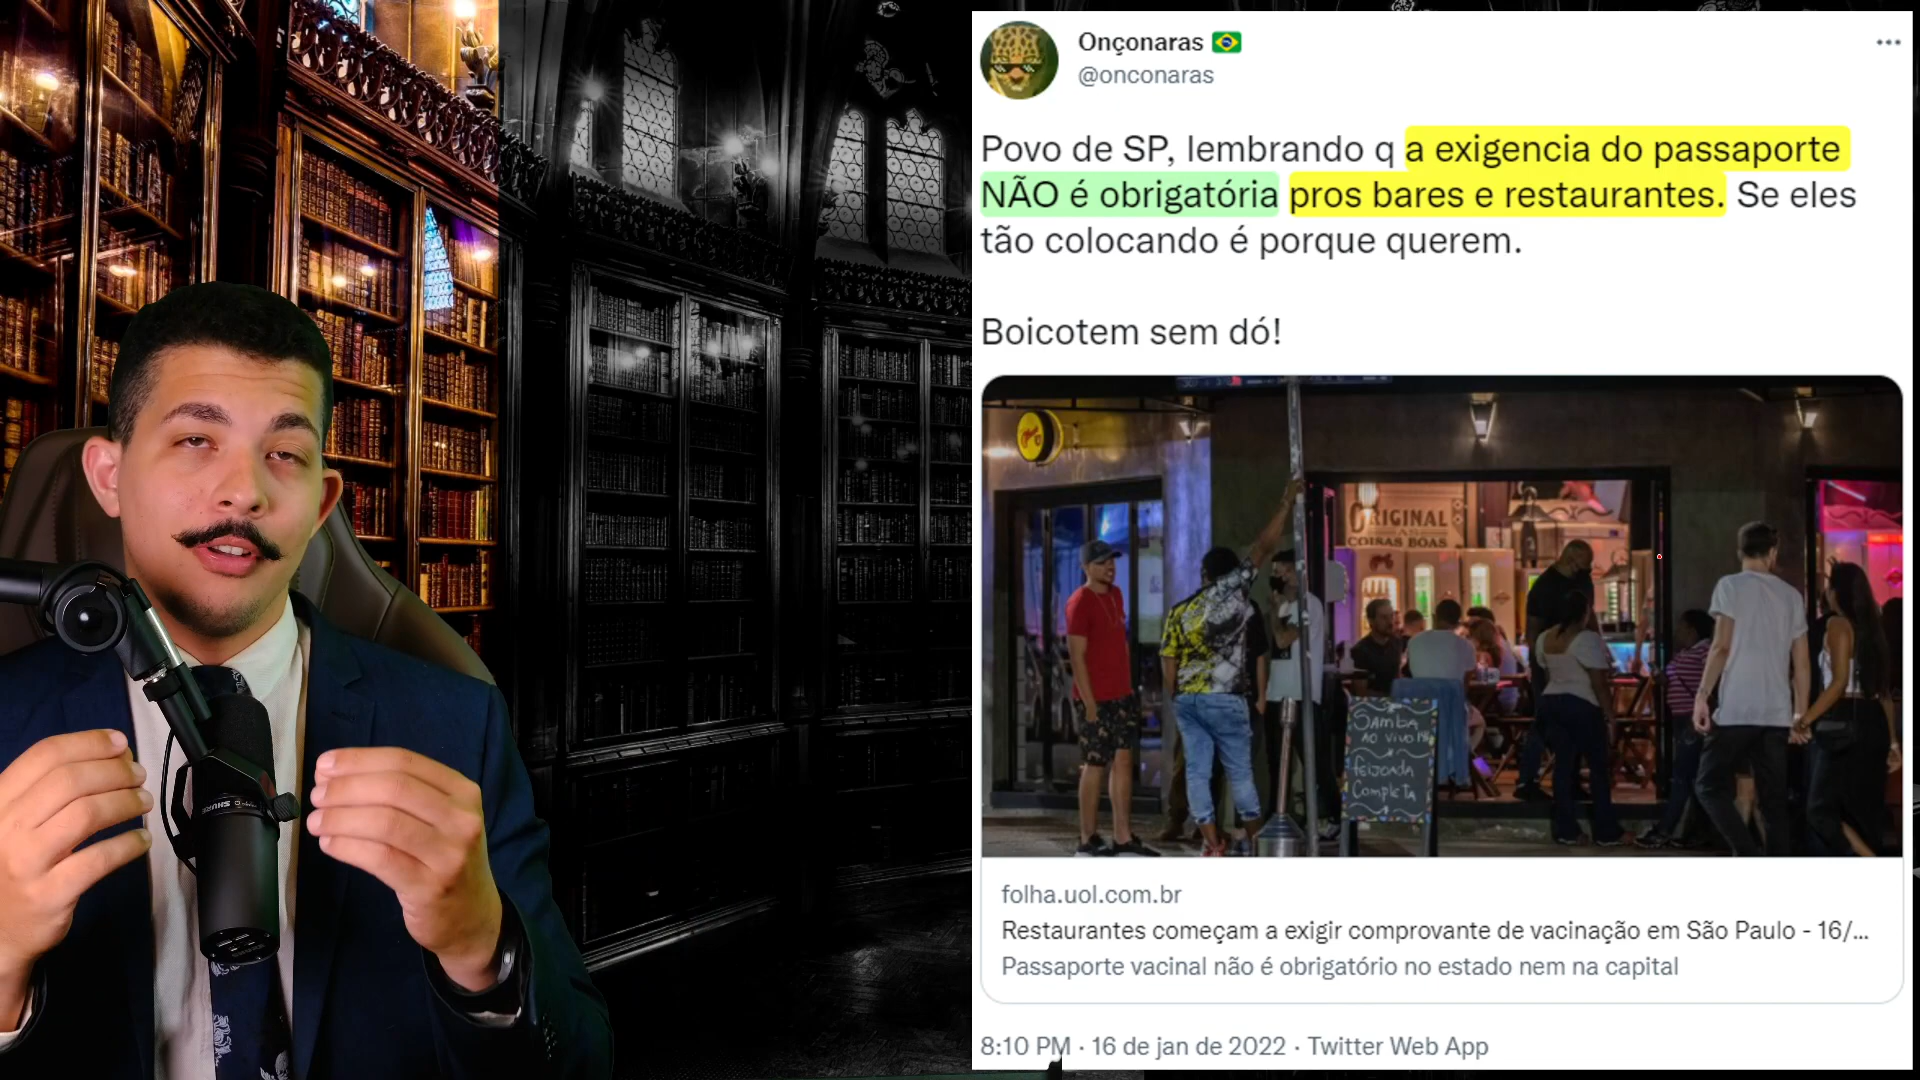 Onçonaras
@onconaras
Povo de SP, lembrando q a exigencia do passaporte
NÃO é obrigatória pros bares e restaurantes. Se eles
tão colocando é porque querem.
Boicotem sem dó!
ORIGINAL
COISAS BOAS
SAMBA
AO VIVO
feijoada
Completa
SHURE
folha.uol.com.br
Restaurantes começam a exigir comprovante de vacinação em São Paulo - 16/...
Passaporte vacinal não é obrigatório no estado nem na capital
8:10 PM · 16 de jan de 2022 · Twitter Web App